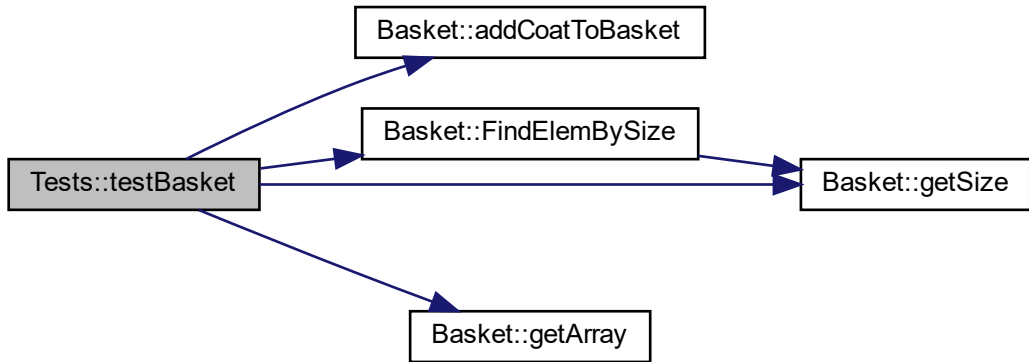 Basket::addCoatToBasket
Basket::FindElemBySize
Tests::testBasket
Basket::getSize
Basket::getArray